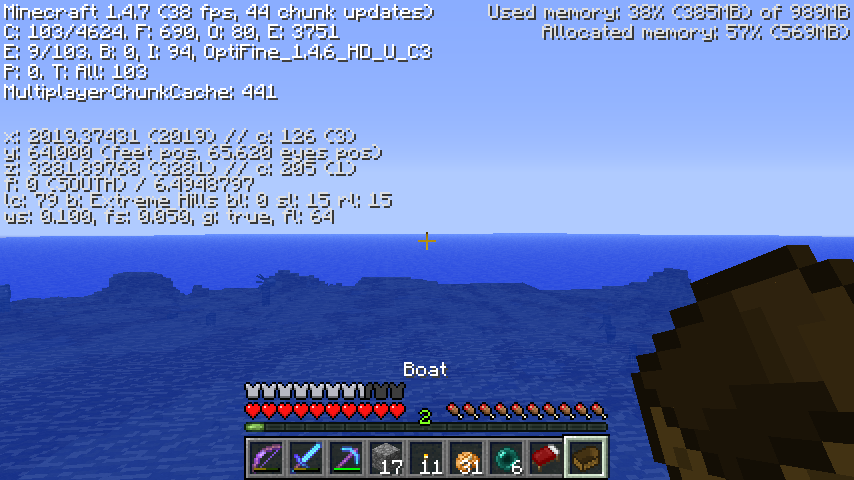 Minecraft 1.4.7 (38 fps, 44 chunk updates)
Used memory: 38% (385MB) of 989MB
C: 103/4624, F: 690, O: 80, E: 3751
Allocated memory: 57% (569MB)
E: 9/103, B: 0, I: 94, OptiFine_1.4.6_HD_U_C3
P: 0, T: All: 103
MultiplayerChunkCache: 441
x: 2019.37431 (2019) // c: 126 (3)
y: 64.000 (feet pos, 65.620 eyes pos)
z: 3281.89768 (3281) // c: 205 (1)
f: 0 (SOUTH) / 6.4948797
lc: 79 b: Extreme Hills bl: 0 sl: 15 rl: 15
ws: 0.100, fs: 0.050, g: true, fl: 64
Boat
2
17 11 31 6